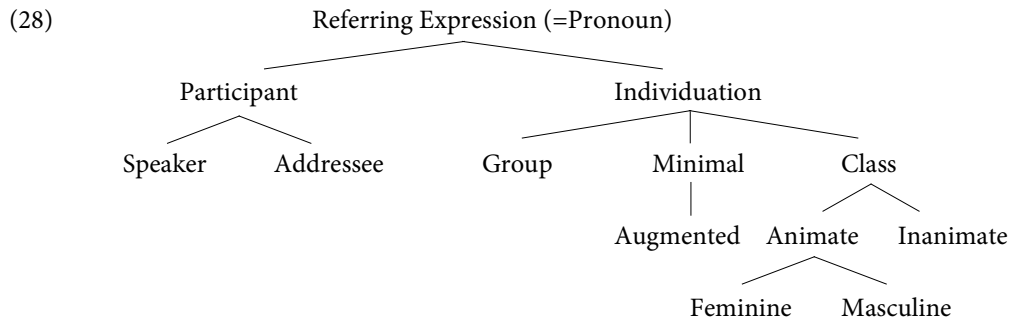 (28) Referring Expression (=Pronoun)
Participant Individuation
Speaker Addressee Group Minimal Class
Augmented Animate Inanimate
Feminine Masculine